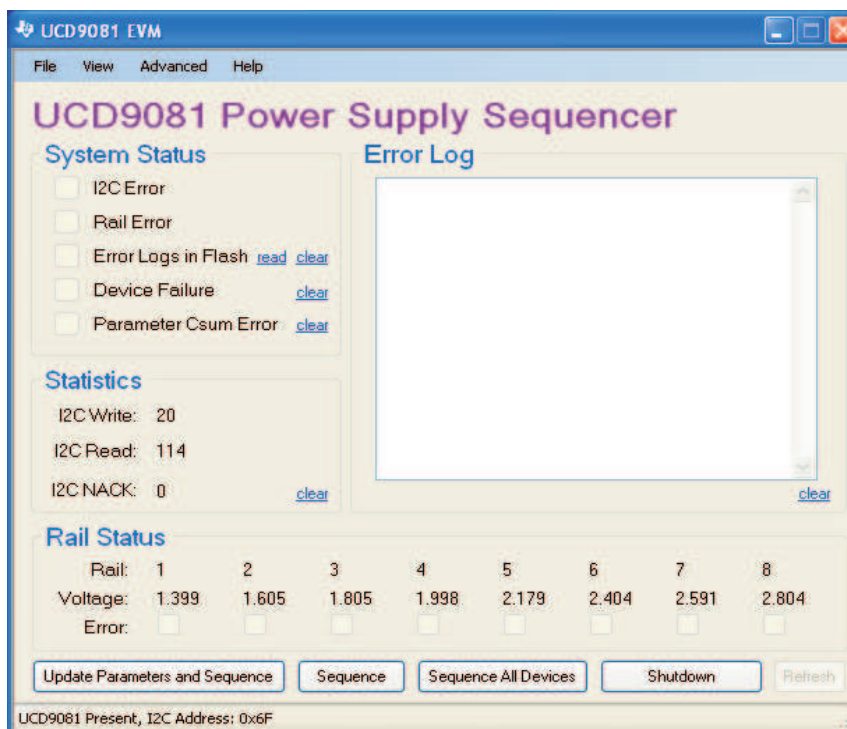 UCD9081 EVM
File View Advanced Help
UCD9081 Power Supply Sequencer
System Status
I2C Error
Rail Error
Error Logs in Flash read clear
Device Failure clear
Parameter Csum Error clear
Error Log
clear
Statistics
I2C Write: 20
I2C Read: 114
I2C NACK: 0 clear
Rail Status
Rail: 1 2 3 4 5 6 7 8
Voltage: 1.399 1.605 1.805 1.998 2.179 2.404 2.591 2.804
Error:
Update Parameters and Sequence Sequence Sequence All Devices Shutdown Refresh
UCD9081 Present, I2C Address: 0x6F